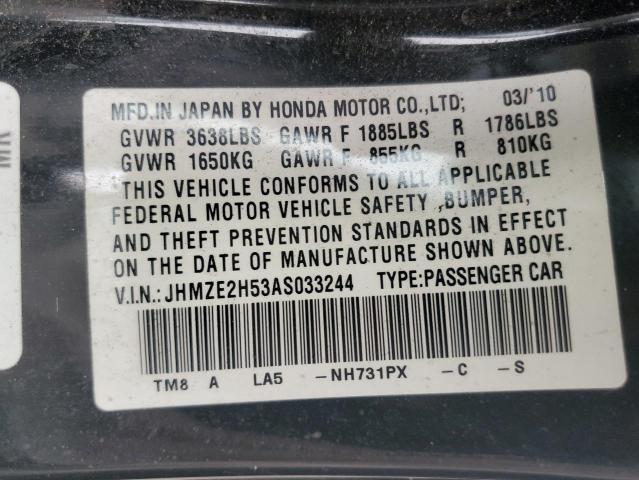 MFD.IN JAPAN BY HONDA MOTOR CO.,LTD; 03/'10
GVWR 3638LBS GAWR F 1885LBS R 1786LBS
GVWR 1650KG GAWR F 855KG R 810KG
"THIS VEHICLE CONFORMS TO ALL APPLICABLE
FEDERAL MOTOR VEHICLE SAFETY ,BUMPER,
AND THEFT PREVENTION STANDARDS IN EFFECT
ON THE DATE OF MANUFACTURE SHOWN ABOVE.
V.I.N.:JHMZE2H53AS033244 TYPE:PASSENGER CAR
TM8 A LA5 -NH731PX -C -S